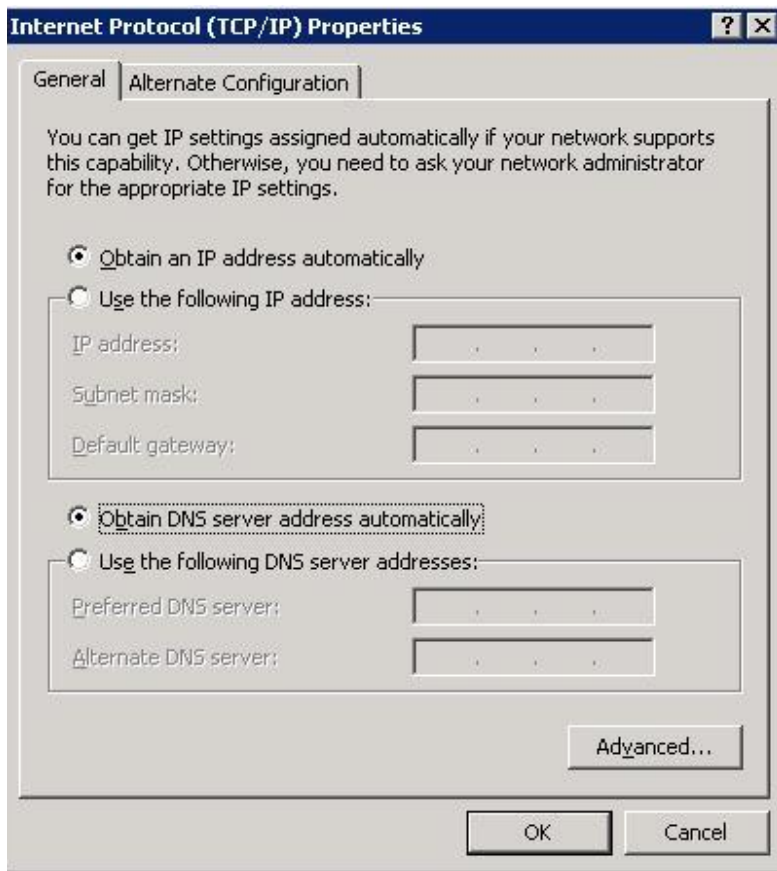 Internet Protocol (TCP/IP) Properties
General
Alternate Configuration
You can get IP settings assigned automatically if your network supports
this capability. Otherwise, you need to ask your network administrator
for the appropriate IP settings.
Obtain an IP address automatically
Use the following IP address:
IP address:
Subnet mask:
Default gateway:
Obtain DNS server address automatically
Use the following DNS server addresses:
Preferred DNS server:
Alternate DNS server:
Advanced...
OK
Cancel